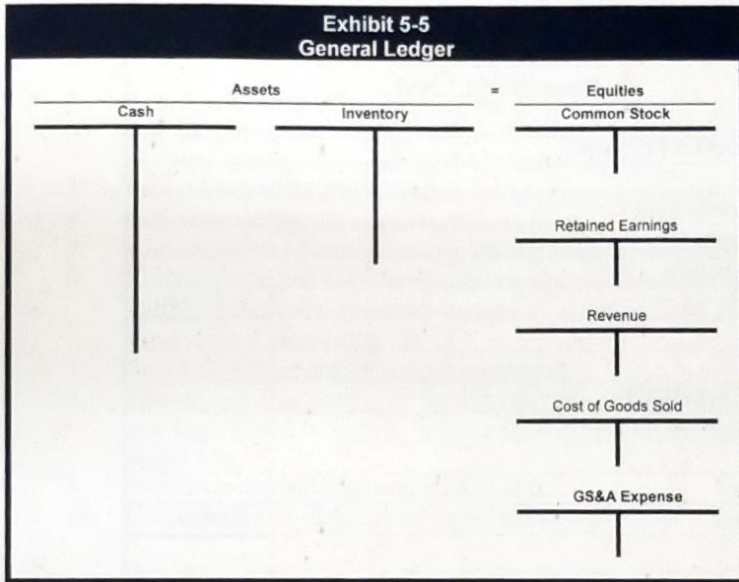 Exhibit 5-5
General Ledger
Assets = Equities
Cash Inventory Common Stock
Retained Earnings
Revenue
Cost of Goods Sold
GS&A Expense